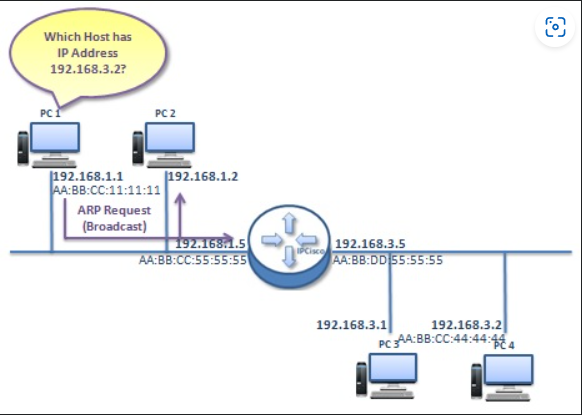 Which Host has
IP Address
192.168.3.2?
PC 1
PC 2
192.168.1.1
192.168.1.2
AA:BB:CC:11:11:11
ARP Request
(Broadcast)
192.168.1.5
IPCisco
192.168.3.5
AA:BB:CC:55:55:55
AA:BB:DD:55:55:55
192.168.3.1
192.168.3.2
AA:BB:CC:44:44:44
PC 3
PC 4